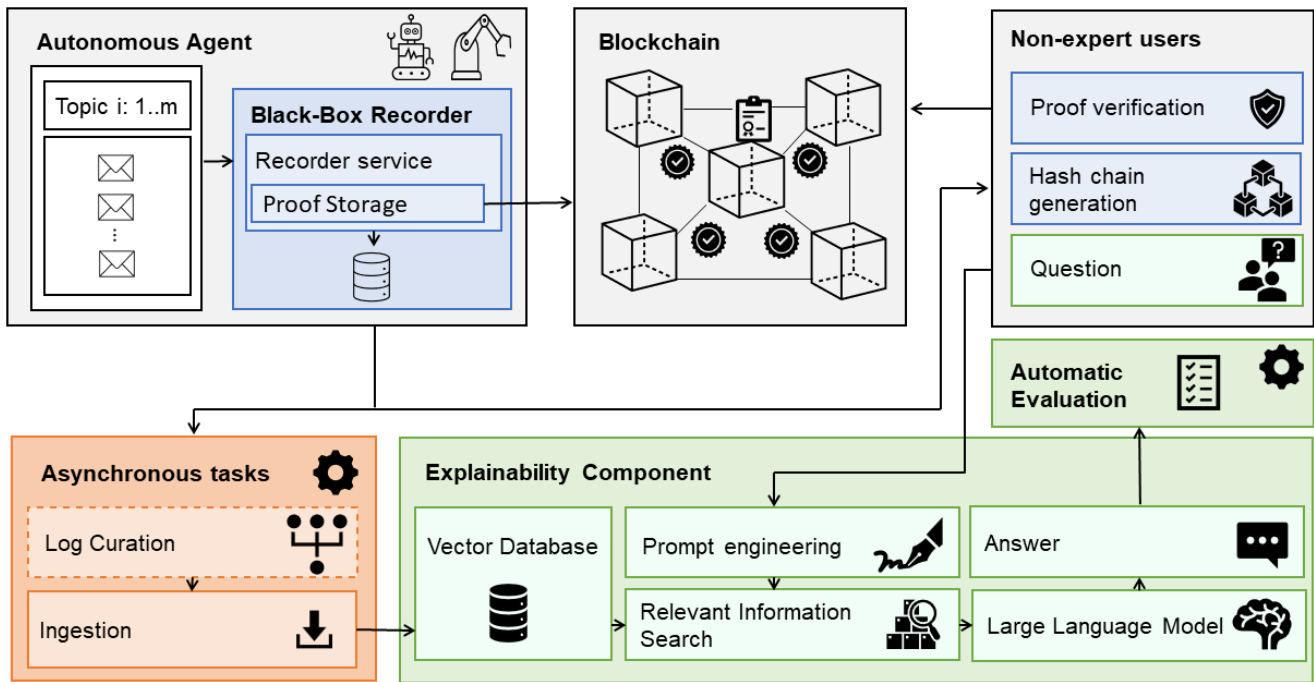 Autonomous Agent
Topic i: 1..m
Black-Box Recorder
Recorder service
Proof Storage
Blockchain
Non-expert users
Proof verification
Hash chain
generation
Question
?
Automatic
Evaluation
Asynchronous tasks
Log Curation
Ingestion
Explainability Component
Vector Database
Prompt engineering
Relevant Information
Search
Answer
Large Language Model